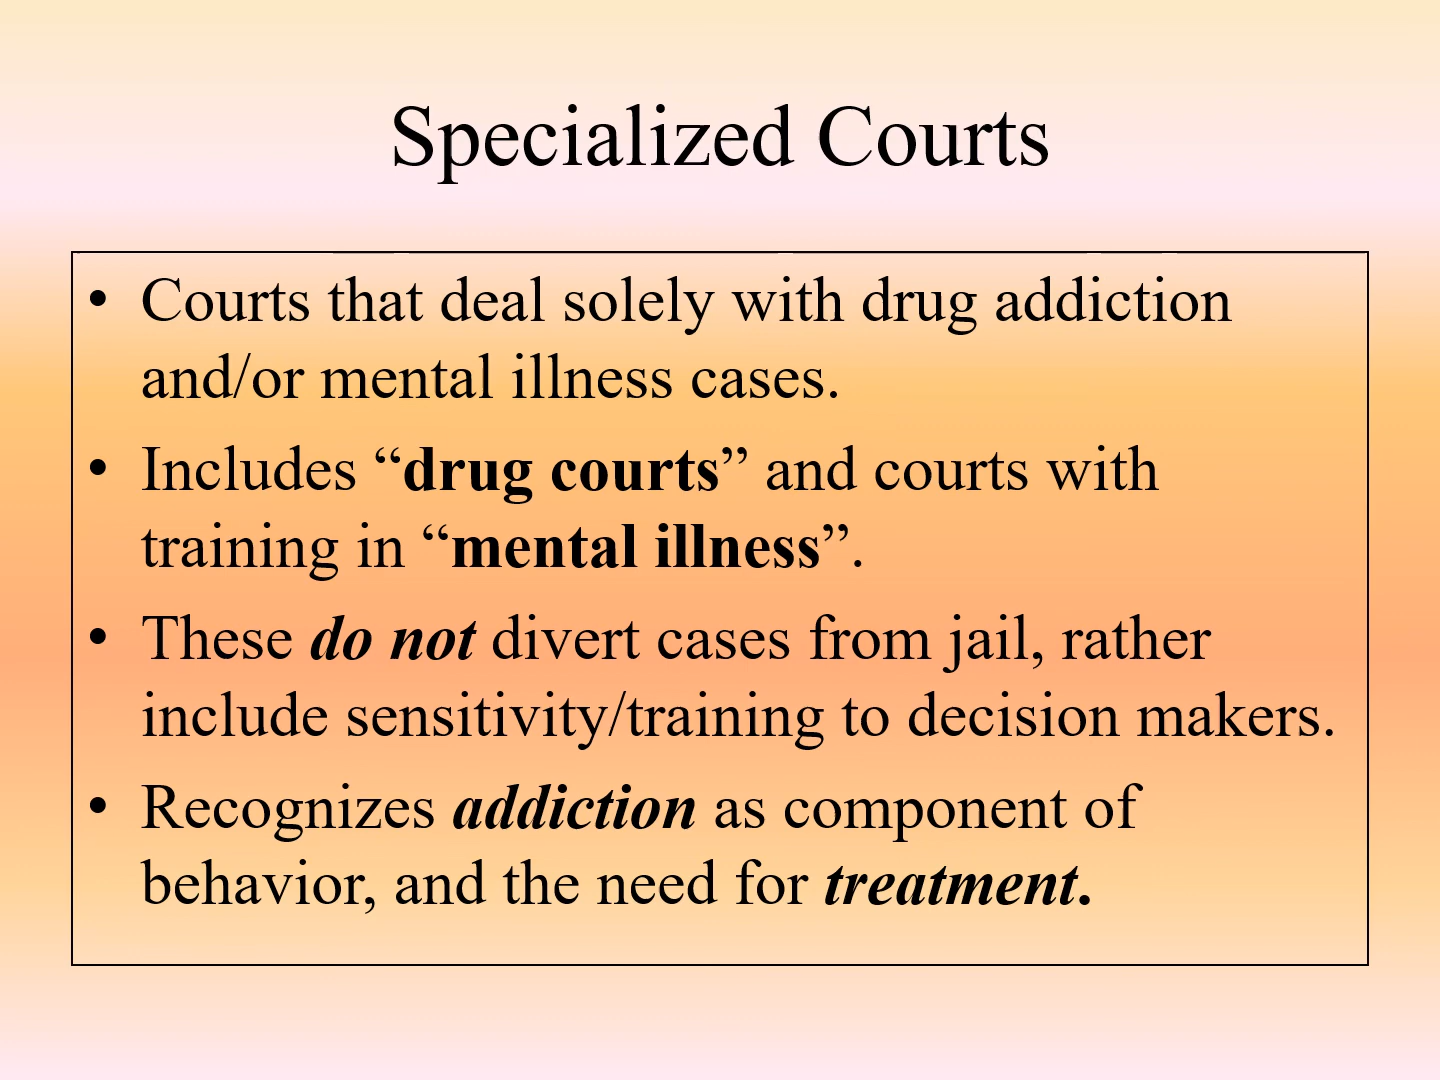 Specialized Courts
• Courts that deal solely with drug addiction
and/or mental illness cases.
• Includes “drug courts” and courts with
training in “mental illness”.
• These do not divert cases from jail, rather
include sensitivity/training to decision makers.
• Recognizes addiction as component of
behavior, and the need for treatment.